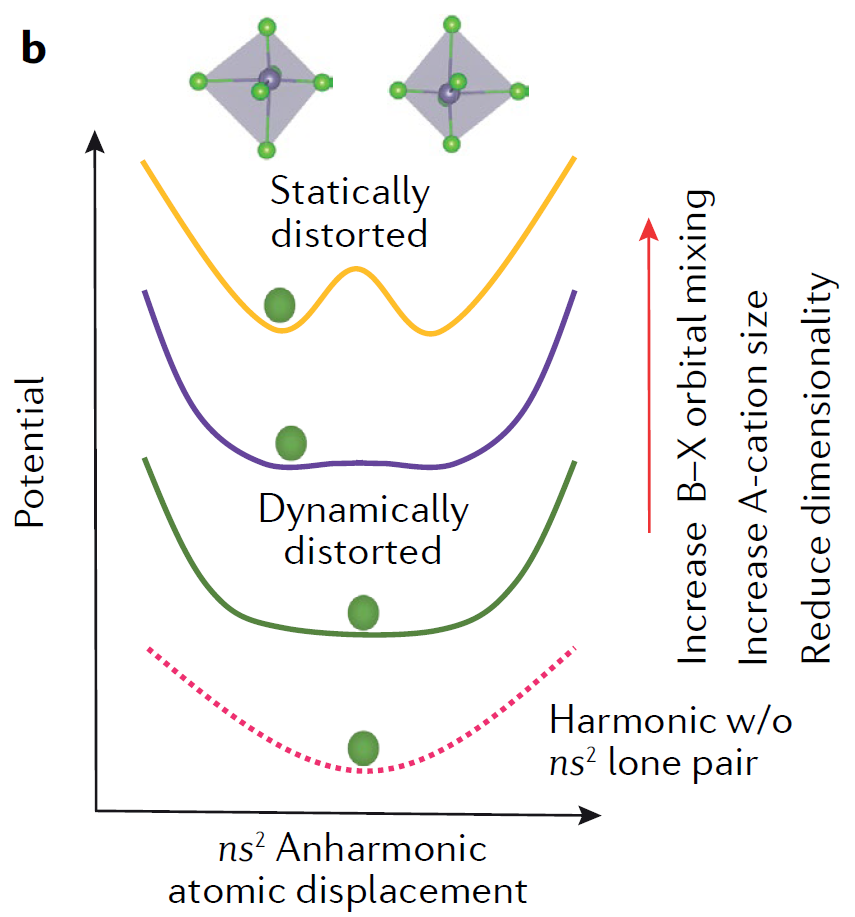 b
Statically
distorted
Dynamically
distorted
Harmonic w/o
ns² lone pair
Potential
ns² Anharmonic
atomic displacement
Increase B–X orbital mixing
Increase A-cation size
Reduce dimensionality